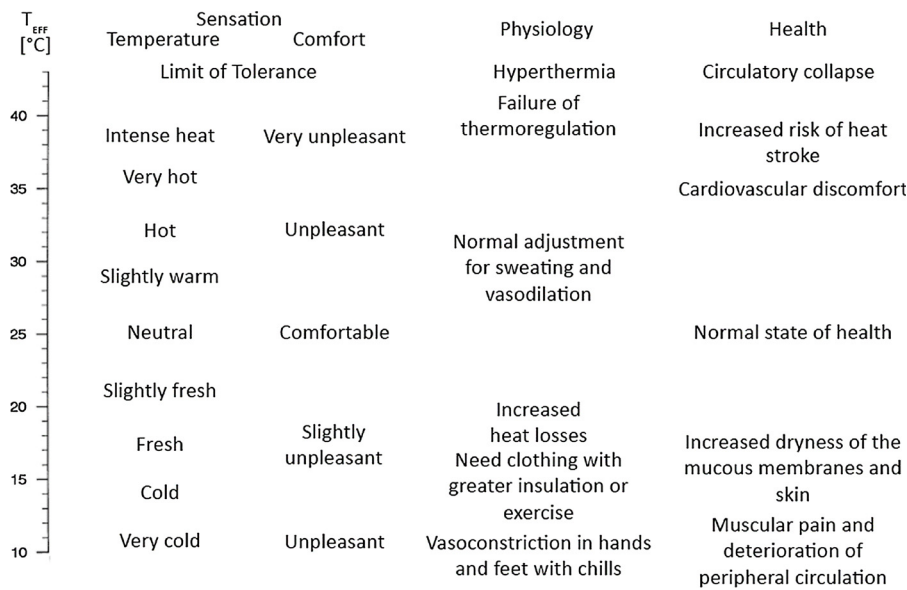 T_EFF [°C]
Sensation
Temperature Comfort
Physiology
Health
Limit of Tolerance
Hyperthermia
Circulatory collapse
40
Failure of
thermoregulation
Intense heat
Very unpleasant
Increased risk of heat
stroke
Very hot
35
Cardiovascular discomfort
Hot
Unpleasant
Normal adjustment
for sweating and
vasodilation
30
Slightly warm
25
Neutral
Comfortable
Normal state of health
Slightly fresh
20
Increased
heat losses
Fresh
Slightly
unpleasant
Need clothing with
greater insulation or
exercise
Increased dryness of the
mucous membranes and
skin
15
Cold
Very cold
Unpleasant
Vasoconstriction in hands
and feet with chills
Muscular pain and
deterioration of
peripheral circulation
10